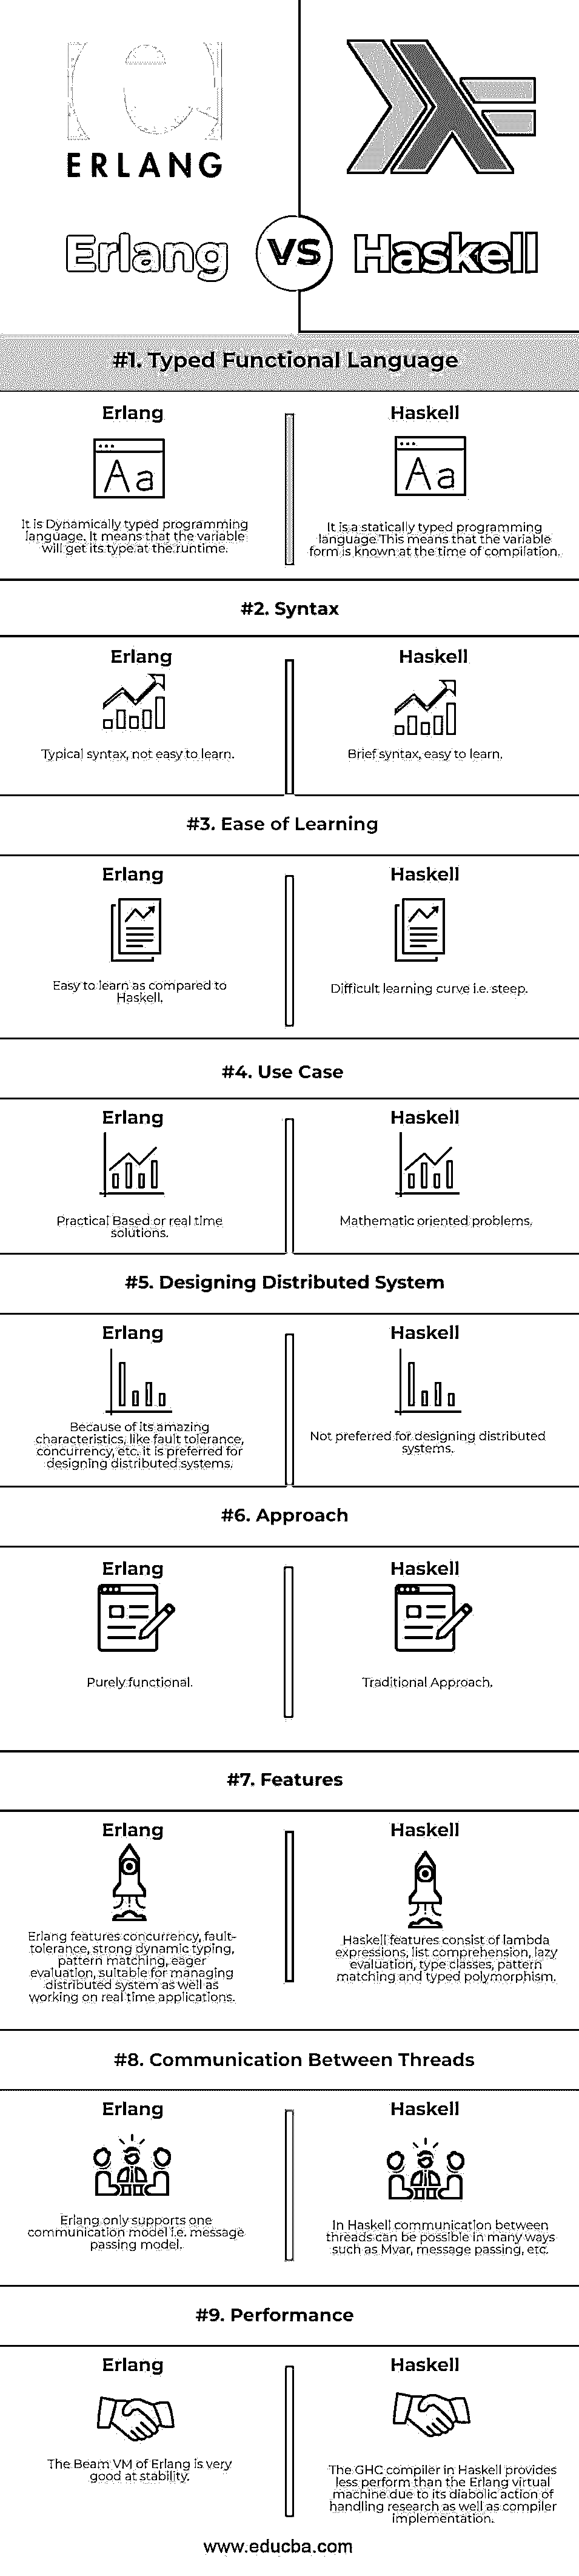 ERLANG
Erlang VS Haskell
#1. Typed Functional Language
Erlang
Aa
It is Dynamically typed programming
language. It means that the variable
will get its type at the runtime.
Haskell
Aa
It is a statically typed programming
language This means that the variable
form is known at the time of compilation.
#2. Syntax
Erlang
Typical syntax, not easy to learn.
Haskell
Brief syntax, easy to learn.
#3. Ease of Learning
Erlang
Easy to learn as compared to
Haskell.
Haskell
Difficult learning curve i.e. steep.
#4. Use Case
Erlang
Practical Based or real time
solutions.
Haskell
Mathematic oriented problems.
#5. Designing Distributed System
Erlang
Because of its amazing
characteristics, like fault tolerance,
concurrency, etc. it is preferred for
designing distributed systems.
Haskell
Not preferred for designing distributed
systems.
#6. Approach
Erlang
Purely functional.
Haskell
Traditional Approach.
#7. Features
Erlang
Erlang features concurrency, fault-
tolerance, strong dynamic typing,
pattern matching, eager
evaluation, suitable for managing
distributed system as well as
working on real time applications.
Haskell
Haskell features consist of lambda
expressions, list comprehension, lazy
evaluation, type classes, pattern
matching and typed polymorphism.
#8. Communication Between Threads
Erlang
Erlang only supports one
communication model i.e. message
passing model.
Haskell
In Haskell communication between
threads can be possible in many ways
such as Mvar, message passing, etc.
#9. Performance
Erlang
The Beam VM of Erlang is very
good at stability.
Haskell
The GHC compiler in Haskell provides
less perform than the Erlang virtual
machine due to its diabolic action of
handling research as well as compiler
implementation.
www.educba.com